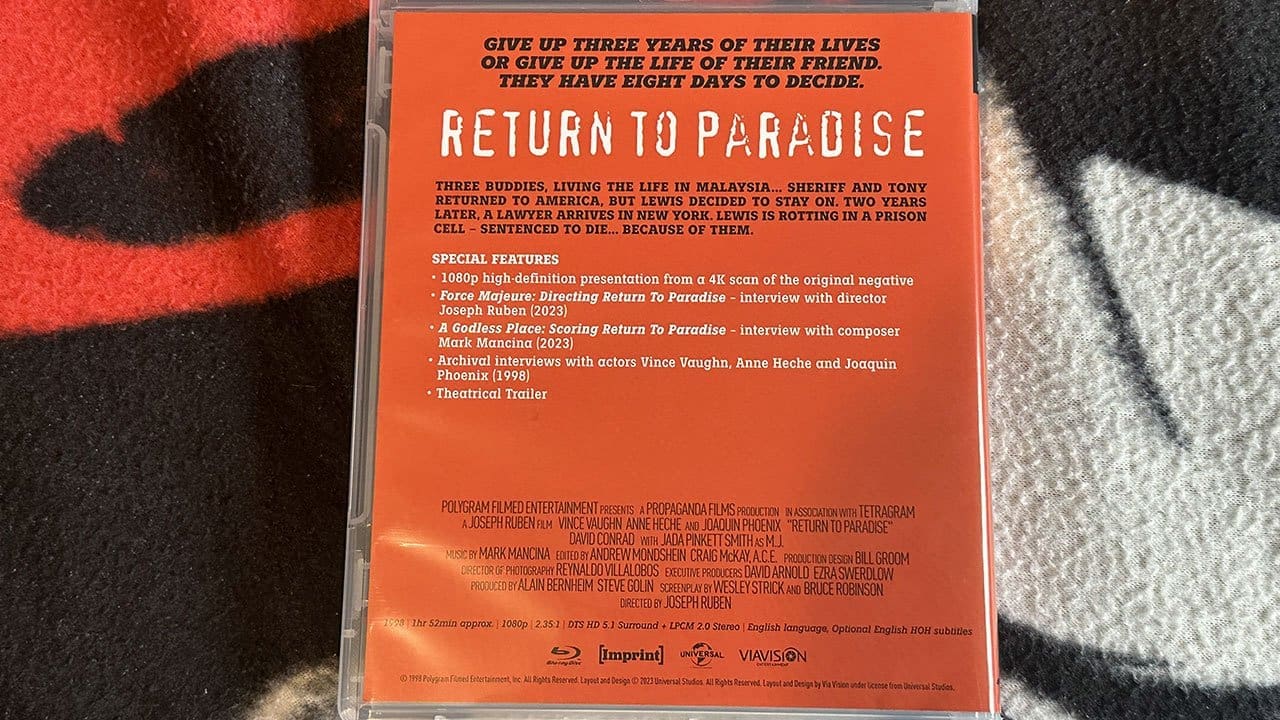 GIVE UP THREE YEARS OF THEIR LIVES
OR GIVE UP THE LIFE OF THEIR FRIEND.
THEY HAVE EIGHT DAYS TO DECIDE.
RETURN TO PARADISE
THREE BUDDIES, LIVING THE LIFE IN MALAYSIA... SHERIFF AND TONY
RETURNED TO AMERICA, BUT LEWIS DECIDED TO STAY ON. TWO YEARS
LATER, A LAWYER ARRIVES IN NEW YORK. LEWIS IS ROTTING IN A PRISON
CELL – SENTENCED TO DIE... BECAUSE OF THEM.
SPECIAL FEATURES
• 1080p high-definition presentation from a 4K scan of the original negative
• Force Majeure: Directing Return To Paradise – interview with director
Joseph Ruben (2023)
• A Godless Place: Scoring Return To Paradise – interview with composer
Mark Mancina (2023)
• Archival interviews with actors Vince Vaughn, Anne Heche and Joaquin
Phoenix (1998)
• Theatrical Trailer
POLYGRAM FILMED ENTERTAINMENT PRESENTS A PROPAGANDA FILMS PRODUCTION IN ASSOCIATION WITH TETRAGRAM
A JOSEPH RUBEN FILM VINCE VAUGHN ANNE HECHE AND JOAQUIN PHOENIX "RETURN TO PARADISE"
DAVID CONRAD WITH JADA PINKETT SMITH AS M.J.
MUSIC BY MARK MANCINA EDITED BY ANDREW MONDSHEIN CRAIG McKAY, A.C.E. PRODUCTION DESIGN BILL GROOM
DIRECTOR OF PHOTOGRAPHY REYNALDO VILLALOBOS EXECUTIVE PRODUCERS DAVID ARNOLD EZRA SWERDLOW
PRODUCED BY ALAIN BERNHEIM STEVE GOLIN SCREENPLAY BY WESLEY STRICK AND BRUCE ROBINSON
DIRECTED BY JOSEPH RUBEN
1998 | 1hr 52min approx. | 1080p | 2.35:1 | DTS HD 5.1 Surround + LPCM 2.0 Stereo | English language, Optional English HOH subtitles
Blu-ray Disc [Imprint] UNIVERSAL VIAVISION ENTERTAINMENT
© 1998 Polygram Filmed Entertainment, Inc. All Rights Reserved. Layout and Design © 2023 Universal Studios. All Rights Reserved. Layout and Design by Via Vision under license from Universal Studios.